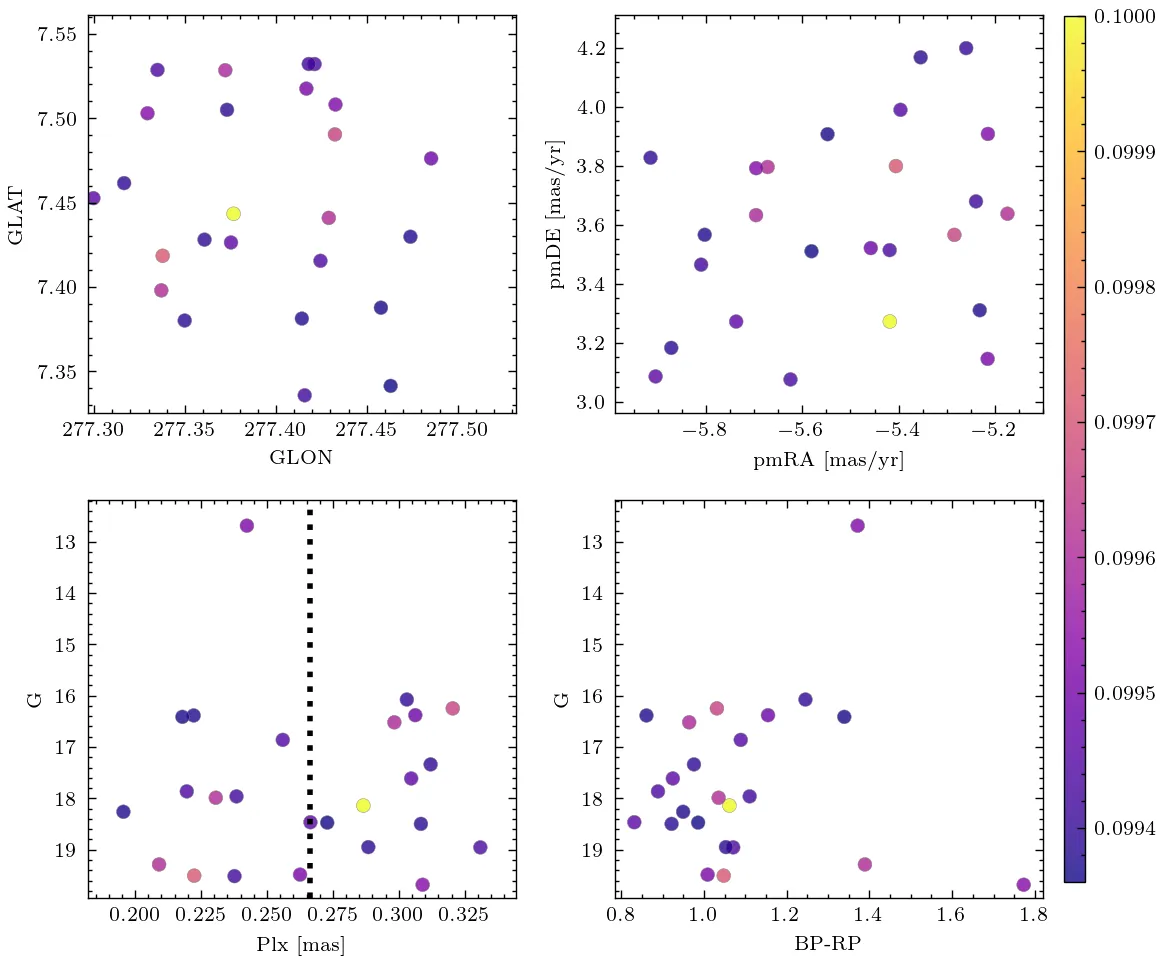 7.55
7.50
7.45
7.40
7.35
GLAT
277.30 277.35 277.40 277.45 277.50
GLON
4.2
4.0
3.8
3.6
3.4
3.2
3.0
pmDE [mas/yr]
−5.8 −5.6 −5.4 −5.2
pmRA [mas/yr]
13
14
15
16
17
18
19
G
0.200 0.225 0.250 0.275 0.300 0.325
Plx [mas]
13
14
15
16
17
18
19
G
0.8 1.0 1.2 1.4 1.6 1.8
BP-RP
0.1000
0.0999
0.0998
0.0997
0.0996
0.0995
0.0994